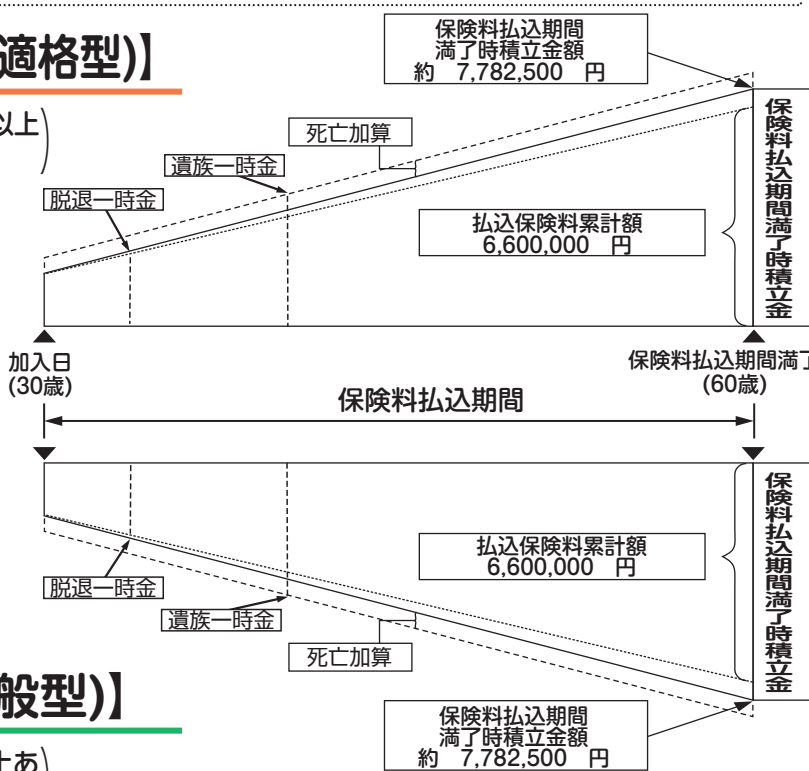 適格型)】
以上
保険料払込期間
満了時積立金額
約 7,782,500 円
死亡加算
遺族一時金
脱退一時金
払込保険料累計額
6,600,000 円
保険料払込期間満了時積立金
加入日
(30歳)
保険料払込期間満了
(60歳)
保険料払込期間
払込保険料累計額
6,600,000 円
保険料払込期間満了時積立金
脱退一時金
遺族一時金
死亡加算
般型)】
上あ
保険料払込期間
満了時積立金額
約 7,782,500 円